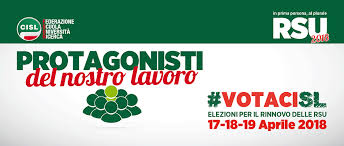 CISL
FEDERAZIONE
SCUOLA
UNIVERSITÀ
RICERCA
in prima persona, al plurale
RSU
2018
PROTAGONISTI
del nostro lavoro
#VOTACISL
ELEZIONI PER IL RINNOVO DELLE RSU
17-18-19 Aprile 2018